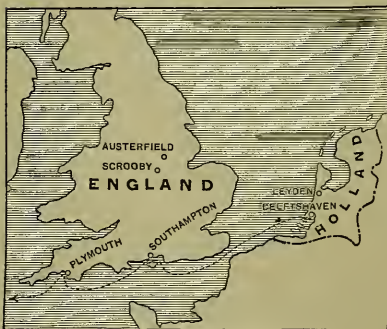 AUSTERFIELD
SCROOBY
ENGLAND
HOLLAND
LEYDEN
DELFTSHAVEN
SOUTHAMPTON
PLYMOUTH